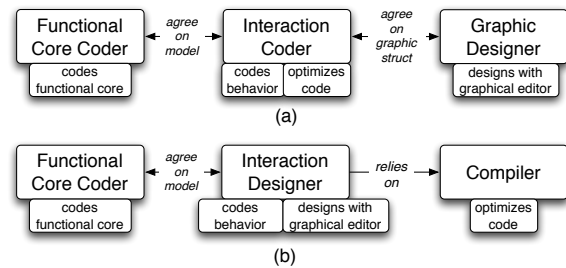 Functional
Core Coder
agree
on
model
Interaction
Coder
agree
on
graphic
struct
Graphic
Designer
codes
functional core
codes
behavior
optimizes
code
designs with
graphical editor
(a)
Functional
Core Coder
agree
on
model
Interaction
Designer
relies
on
Compiler
codes
functional core
codes
behavior
designs with
graphical editor
optimizes
code
(b)